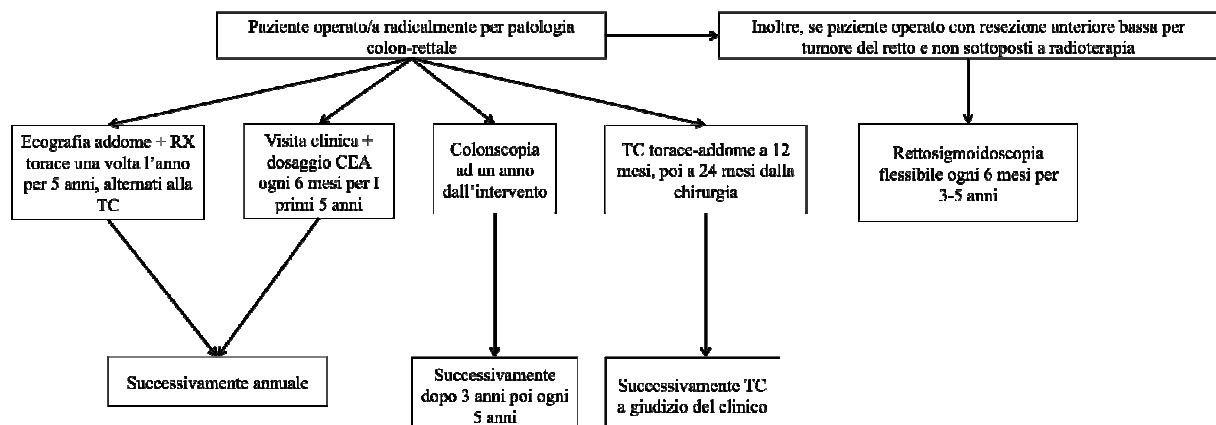 Paziente operato/a radicalmente per patologia
colon-rettale
Inoltre, se paziente operato con resezione anteriore bassa per
tumore del retto e non sottoposti a radioterapia
Ecografia addome + RX
torace una volta l'anno
per 5 anni, alternati alla
TC
Visita clinica +
dosaggio CEA
ogni 6 mesi per I
primi 5 anni
Colonscopia
ad un anno
dall'intervento
TC torace-addome a 12
mesi, poi a 24 mesi dalla
chirurgia
Rettosigmoidoscopia
flessibile ogni 6 mesi per
3-5 anni
Successivamente annuale
Successivamente
dopo 3 anni poi ogni
5 anni
Successivamente TC
a giudizio del clinico